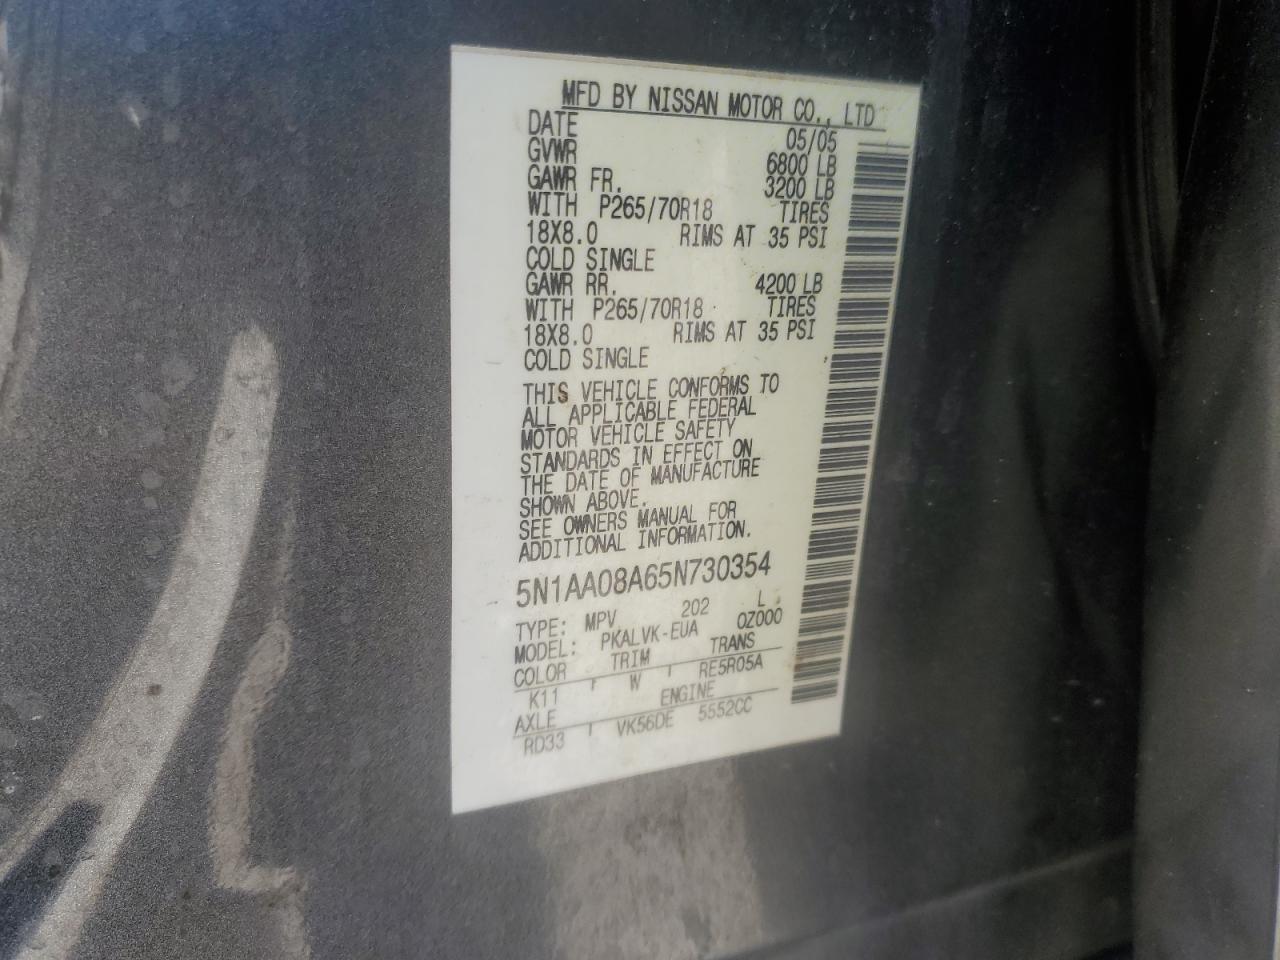 MFD BY NISSAN MOTOR CO., LTD
DATE 05/05
GVWR 6800 LB
GAWR FR. 3200 LB
WITH P265/70R18 TIRES
18X8.0 RIMS AT 35 PSI
COLD SINGLE
GAWR RR. 4200 LB
WITH P265/70R18 TIRES
18X8.0 RIMS AT 35 PSI
COLD SINGLE
THIS VEHICLE CONFORMS TO
ALL APPLICABLE FEDERAL
MOTOR VEHICLE SAFETY
STANDARDS IN EFFECT ON
THE DATE OF MANUFACTURE
SHOWN ABOVE.
SEE OWNERS MANUAL FOR
ADDITIONAL INFORMATION.
5N1AA08A65N730354
TYPE: MPV 202 L
MODEL: PKALVK-EUA OZ000
COLOR TRIM TRANS
K11 W RE5R05A
AXLE ENGINE
RD33 VK56DE 5552CC